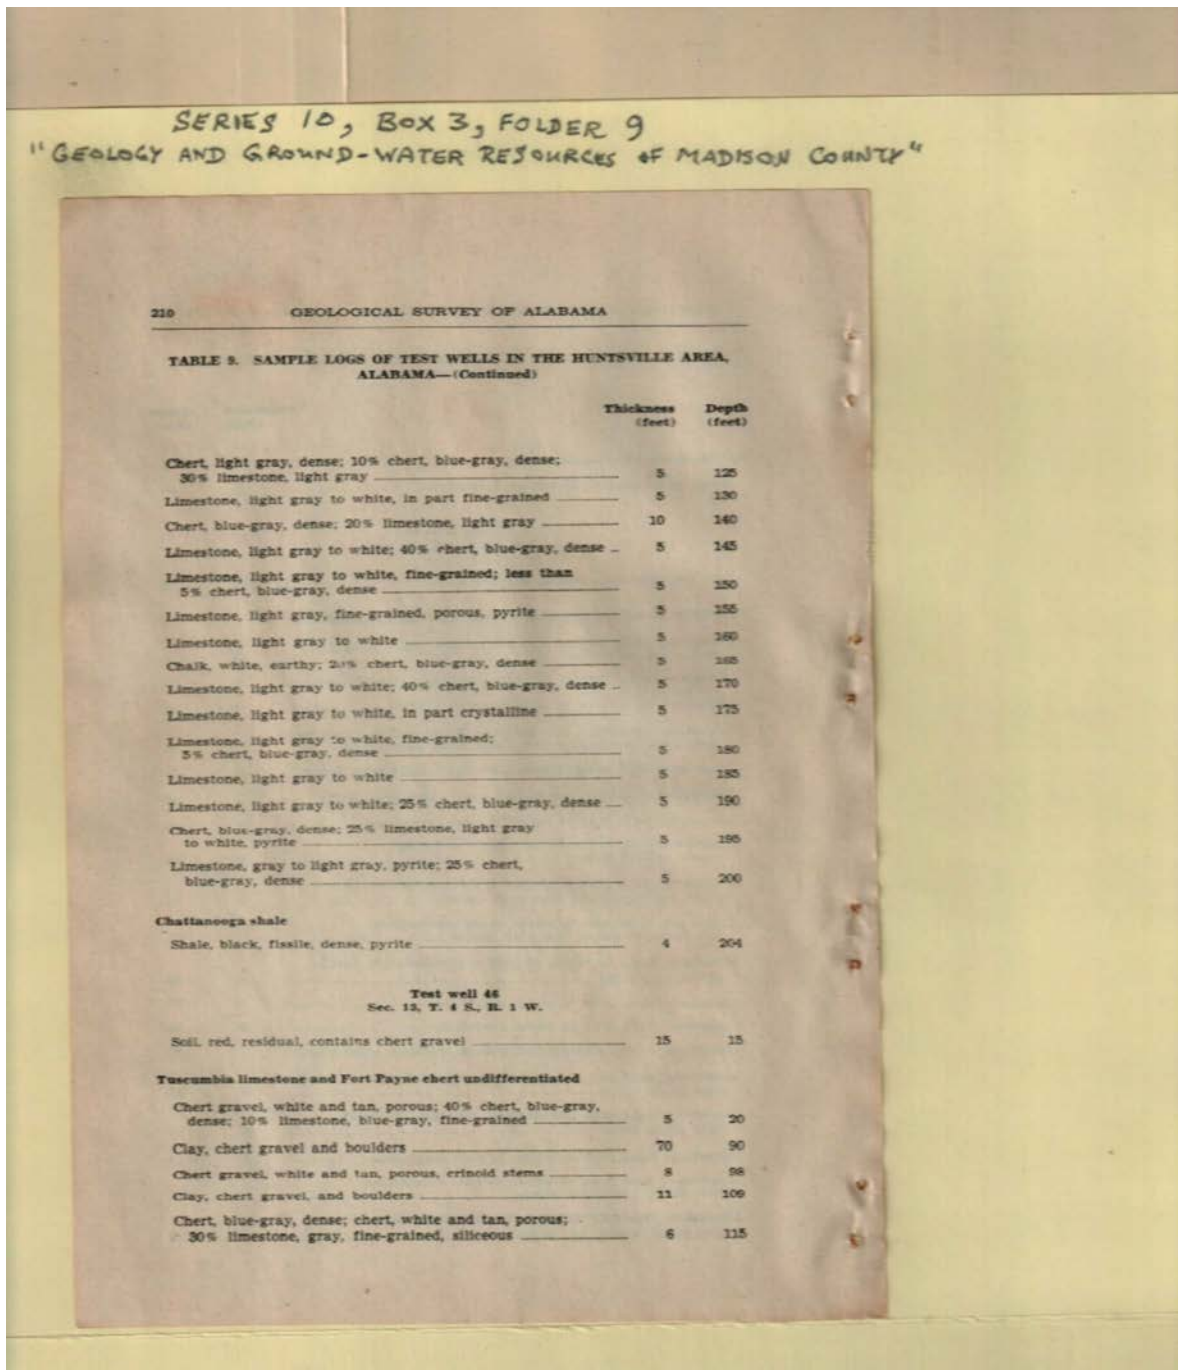 SERIES 10, BOX 3, FOLDER 9
"GEOLOGY AND GROUND-WATER RESOURCES OF MADISON COUNTY"
210 GEOLOGICAL SURVEY OF ALABAMA
TABLE 9. SAMPLE LOGS OF TEST WELLS IN THE HUNTSVILLE AREA,
ALABAMA—(Continued)
Thickness Depth
(feet) (feet)
Chert, light gray, dense; 10% chert, blue-gray, dense;
30% limestone, light gray 5 125
Limestone, light gray to white, in part fine-grained 5 130
Chert, blue-gray, dense; 20% limestone, light gray 10 140
Limestone, light gray to white; 40% chert, blue-gray, dense 5 145
Limestone, light gray to white, fine-grained; less than
5% chert, blue-gray, dense 5 150
Limestone, light gray, fine-grained, porous, pyrite 5 155
Limestone, light gray to white 5 160
Chalk, white, earthy; 20% chert, blue-gray, dense 5 165
Limestone, light gray to white; 40% chert, blue-gray, dense 5 170
Limestone, light gray to white, in part crystalline 5 175
Limestone, light gray to white, fine-grained;
5% chert, blue-gray, dense 5 180
Limestone, light gray to white 5 185
Limestone, light gray to white; 25% chert, blue-gray, dense 5 190
Chert, blue-gray, dense; 25% limestone, light gray
to white, pyrite 5 195
Limestone, gray to light gray, pyrite; 25% chert,
blue-gray, dense 5 200
Chattanooga shale
Shale, black, fissile, dense, pyrite 4 204
Test well 46
Sec. 13, T. 4 S., R. 1 W.
Soil, red, residual, contains chert gravel 15 15
Tuscumbia limestone and Fort Payne chert undifferentiated
Chert gravel, white and tan, porous; 40% chert, blue-gray,
dense; 10% limestone, blue-gray, fine-grained 5 20
Clay, chert gravel and boulders 70 90
Chert gravel, white and tan, porous, crinoid stems 8 98
Clay, chert gravel, and boulders 11 109
Chert, blue-gray, dense; chert, white and tan, porous;
30% limestone, gray, fine-grained, siliceous 6 115